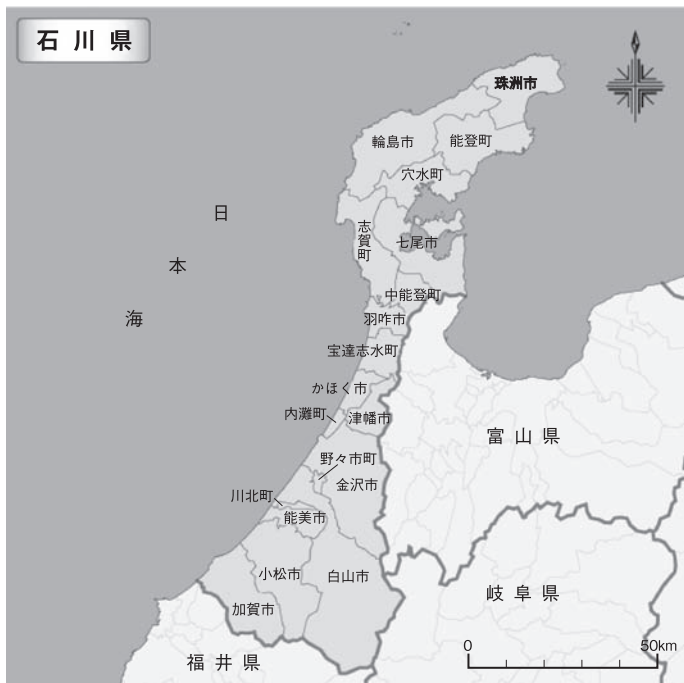 石川県
珠洲市
輪島市
能登町
穴水町
志賀町
七尾市
中能登町
羽咋市
宝達志水町
かほく市
内灘町
津幡市
野々市町
金沢市
川北町
能美市
小松市
白山市
加賀市
日本海
富山県
岐阜県
福井県
0 50km